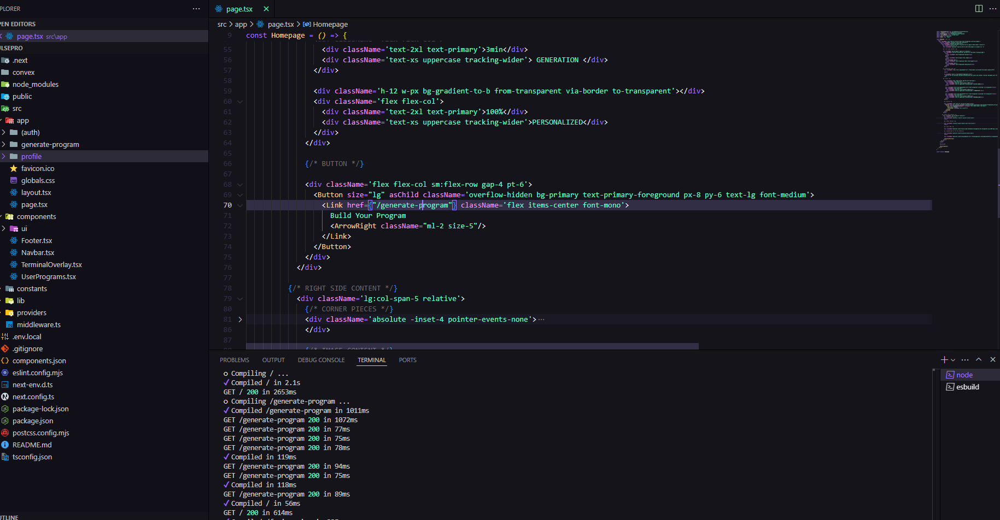 PLORER
PEN EDITORS
page.tsx src\app
ULSEPRO
.next
convex
node_modules
public
src
app
(auth)
generate-program
profile
favicon.ico
globals.css
layout.tsx
page.tsx
components
ui
Footer.tsx
Navbar.tsx
TerminalOverlay.tsx
UserPrograms.tsx
constants
lib
providers
middleware.ts
.env.local
.gitignore
components.json
eslint.config.mjs
next-env.d.ts
next.config.ts
package-lock.json
package.json
postcss.config.mjs
README.md
tsconfig.json
UTLINE
page.tsx
src > app > page.tsx > Homepage
9 const Homepage = () => {
55 <div className='text-2xl text-primary'>3min</div>
56 <div className='text-xs uppercase tracking-wider'> GENERATION </div>
57 </div>
58
59 <div className='h-12 w-px bg-gradient-to-b from-transparent via-border to-transparent'></div>
60 <div className='flex flex-col'>
61 <div className='text-2xl text-primary'>100%</div>
62 <div className='text-xs uppercase tracking-wider'>PERSONALIZED</div>
63 </div>
64 </div>
65
66 {/* BUTTON */}
67
68 <div className='flex flex-col sm:flex-row gap-4 pt-6'>
69 <Button size="lg" asChild className='overflow-hidden bg-primary text-primary-foreground px-8 py-6 text-lg font-medium'>
70 <Link href={"/generate-program"} className='flex items-center font-mono'>
71 Build Your Program
72 <ArrowRight className="ml-2 size-5"/>
73 </Link>
74 </Button>
75 </div>
76 </div>
77
78 {/* RIGHT SIDE CONTENT */}
79 <div className='lg:col-span-5 relative'>
80 {/* CORNER PIECES */}
81 <div className='absolute -inset-4 pointer-events-none'>…
86 </div>
87
{/* IMAGE CONTENT */}
PROBLEMS OUTPUT DEBUG CONSOLE TERMINAL PORTS
○ Compiling / ...
✓ Compiled / in 2.1s
GET / 200 in 2653ms
○ Compiling /generate-program ...
✓ Compiled /generate-program in 1011ms
GET /generate-program 200 in 1072ms
GET /generate-program 200 in 77ms
GET /generate-program 200 in 75ms
GET /generate-program 200 in 78ms
✓ Compiled in 119ms
GET /generate-program 200 in 94ms
GET /generate-program 200 in 75ms
✓ Compiled in 118ms
GET /generate-program 200 in 89ms
✓ Compiled / in 56ms
GET / 200 in 614ms
node
esbuild